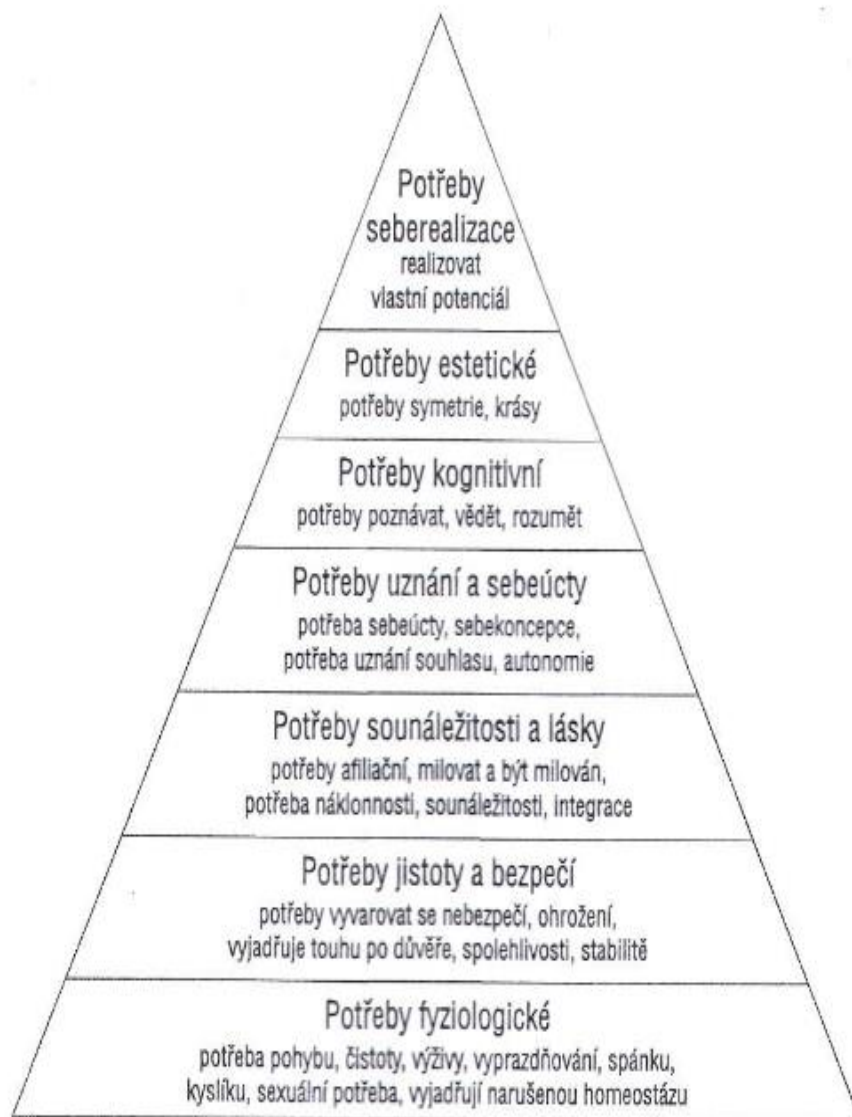 Potřeby
seberealizace
realizovat
vlastní potenciál
Potřeby estetické
potřeby symetrie, krásy
Potřeby kognitivní
potřeby poznávat, vědět, rozumět
Potřeby uznání a sebeúcty
potřeba sebeúcty, sebekoncepce,
potřeba uznání souhlasu, autonomie
Potřeby sounáležitosti a lásky
potřeby afiliační, milovat a být milován,
potřeba náklonnosti, sounáležitosti, integrace
Potřeby jistoty a bezpečí
potřeby vyvarovat se nebezpečí, ohrožení,
vyjadřuje touhu po důvěře, spolehlivosti, stabilitě
Potřeby fyziologické
potřeba pohybu, čistoty, výživy, vyprazdňování, spánku,
kyslíku, sexuální potřeba, vyjadřují narušenou homeostázu